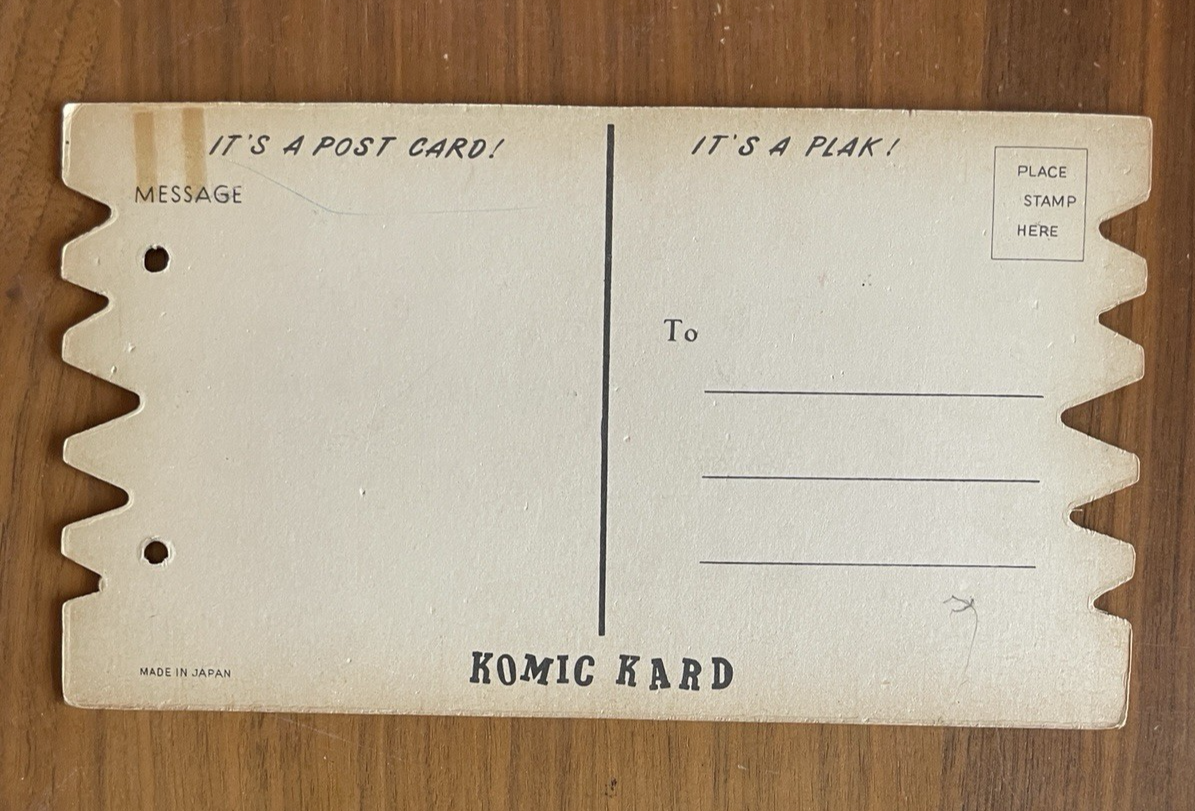 IT'S A POST CARD!
MESSAGE
IT'S A PLAK!
PLACE
STAMP
HERE
To
MADE IN JAPAN
KOMIC KARD